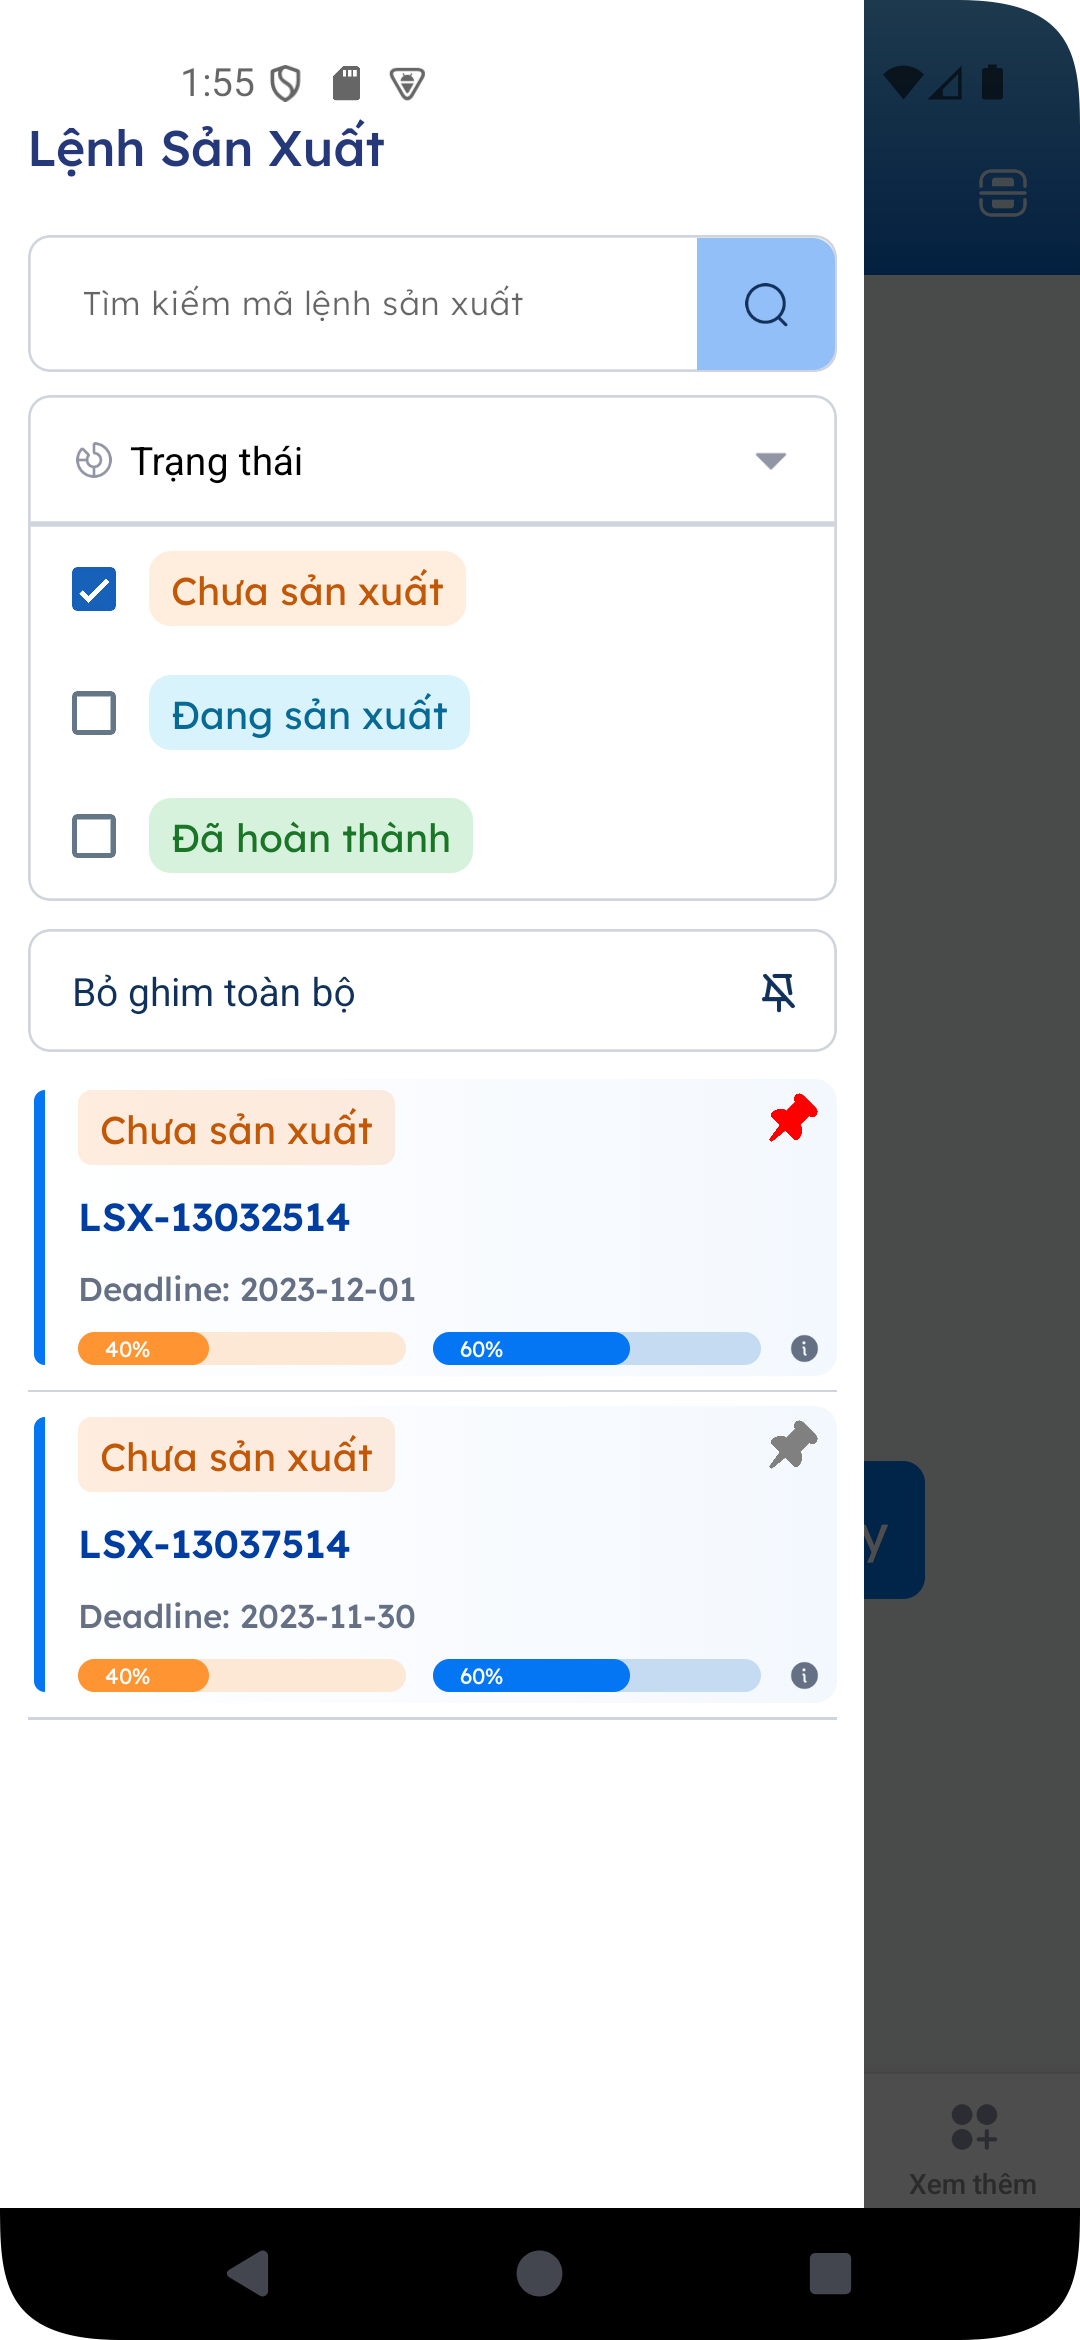 1:55
Lệnh Sản Xuất
Tìm kiếm mã lệnh sản xuất
Trạng thái
Chưa sản xuất
Đang sản xuất
Đã hoàn thành
Bỏ ghim toàn bộ
Chưa sản xuất
LSX-13032514
Deadline: 2023-12-01
40% 60%
Chưa sản xuất
LSX-13037514
y
Deadline: 2023-11-30
40% 60%
Xem thêm